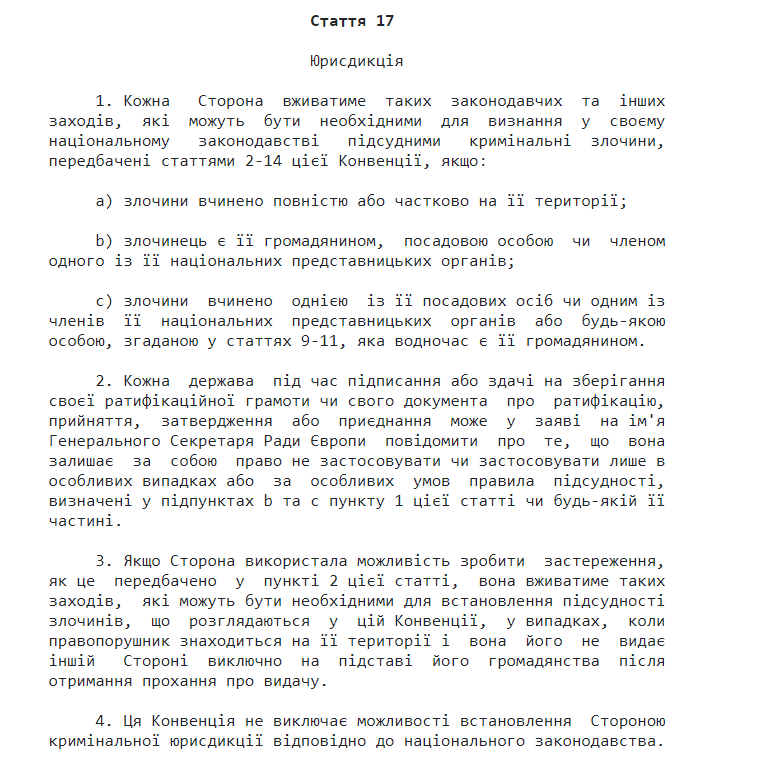 Стаття 17
Юрисдикція
1. Кожна Сторона вживатиме таких законодавчих та інших
заходів, які можуть бути необхідними для визнання у своєму
національному законодавстві підсудними кримінальні злочини,
передбачені статтями 2-14 цієї Конвенції, якщо:
a) злочини вчинено повністю або частково на її території;
b) злочинець є її громадянином, посадовою особою чи членом
одного із її національних представницьких органів;
c) злочини вчинено однією із її посадових осіб чи одним із
членів її національних представницьких органів або будь-якою
особою, згаданою у статтях 9-11, яка водночас є її громадянином.
2. Кожна держава під час підписання або здачі на зберігання
своєї ратифікаційної грамоти чи свого документа про ратифікацію,
прийняття, затвердження або приєднання може у заяві на ім'я
Генерального Секретаря Ради Європи повідомити про те, що вона
залишає за собою право не застосовувати чи застосовувати лише в
особливих випадках або за особливих умов правила підсудності,
визначені у підпунктах b та c пункту 1 цієї статті чи будь-якій її
частині.
3. Якщо Сторона використала можливість зробити застереження,
як це передбачено у пункті 2 цієї статті, вона вживатиме таких
заходів, які можуть бути необхідними для встановлення підсудності
злочинів, що розглядаються у цій Конвенції, у випадках, коли
правопорушник знаходиться на її території і вона його не видає
іншій Стороні виключно на підставі його громадянства після
отримання прохання про видачу.
4. Ця Конвенція не виключає можливості встановлення Стороною
кримінальної юрисдикції відповідно до національного законодавства.